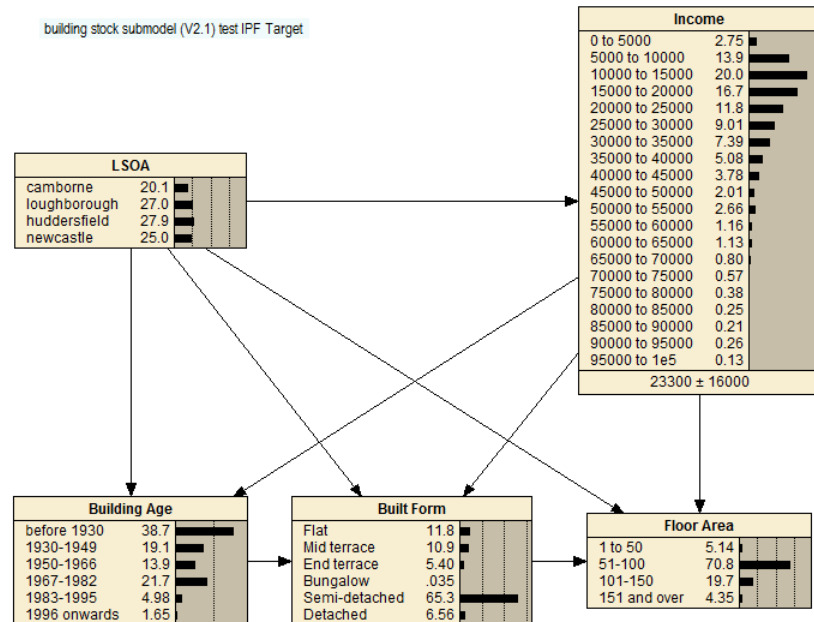 building stock submodel (V2.1) test IPF Target
Income
0 to 5000 2.75
5000 to 10000 13.9
10000 to 15000 20.0
15000 to 20000 16.7
20000 to 25000 11.8
25000 to 30000 9.01
30000 to 35000 7.39
35000 to 40000 5.08
40000 to 45000 3.78
45000 to 50000 2.01
50000 to 55000 2.66
55000 to 60000 1.16
60000 to 65000 1.13
65000 to 70000 0.80
70000 to 75000 0.57
75000 to 80000 0.38
80000 to 85000 0.25
85000 to 90000 0.21
90000 to 95000 0.26
95000 to 1e5 0.13
23300 ± 16000
LSOA
camborne 20.1
loughborough 27.0
huddersfield 27.9
newcastle 25.0
Building Age
before 1930 38.7
1930-1949 19.1
1950-1966 13.9
1967-1982 21.7
1983-1995 4.98
1996 onwards 1.65
Built Form
Flat 11.8
Mid terrace 10.9
End terrace 5.40
Bungalow .035
Semi-detached 65.3
Detached 6.56
Floor Area
1 to 50 5.14
51-100 70.8
101-150 19.7
151 and over 4.35